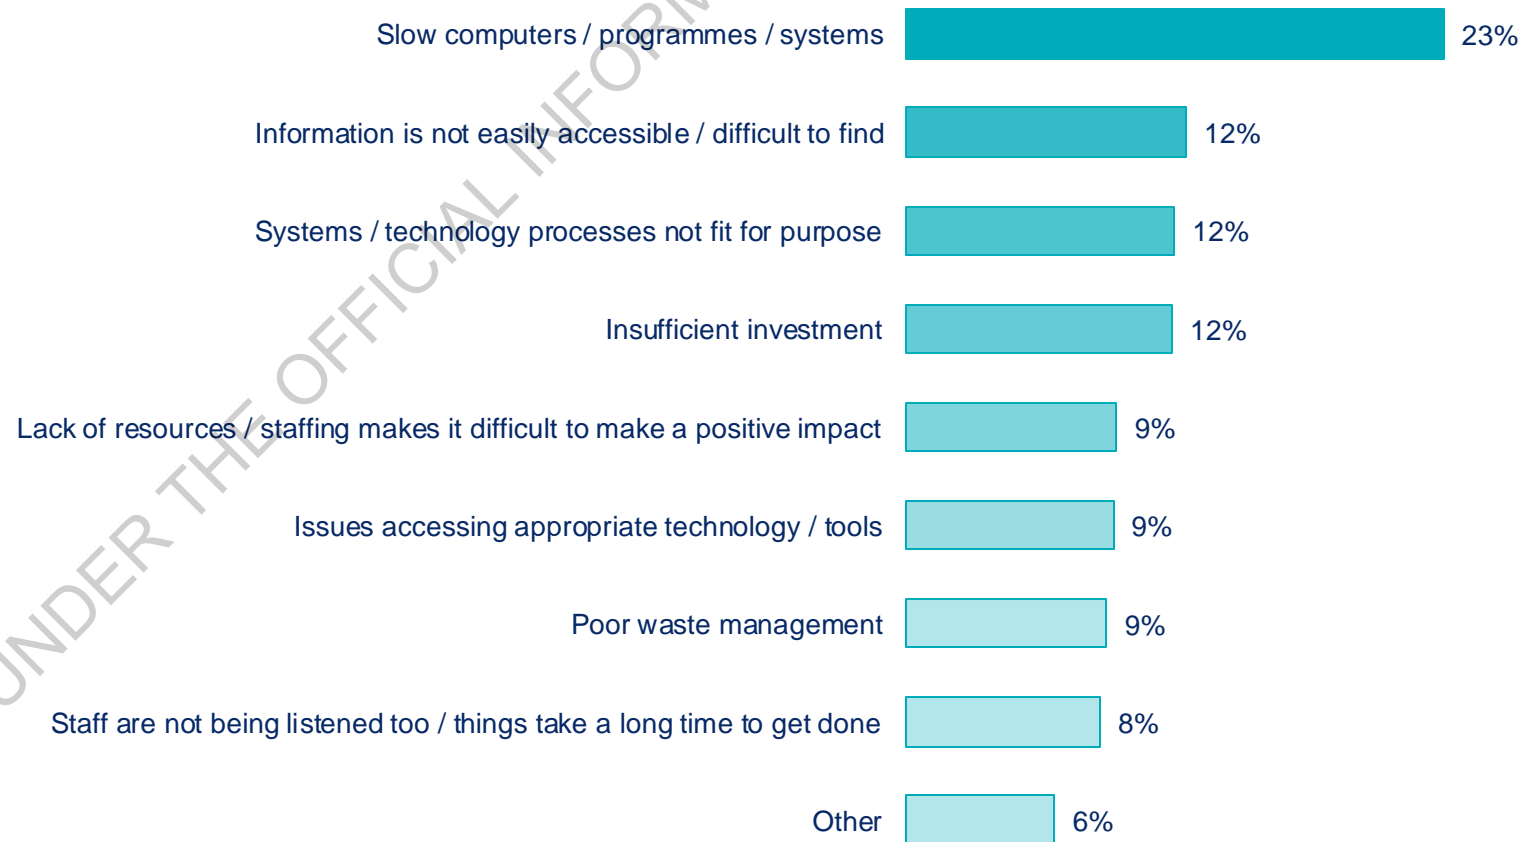 Slow computers / programmes / systems 23%
Information is not easily accessible / difficult to find 12%
Systems / technology processes not fit for purpose 12%
Insufficient investment 12%
Lack of resources / staffing makes it difficult to make a positive impact 9%
Issues accessing appropriate technology / tools 9%
Poor waste management 9%
Staff are not being listened too / things take a long time to get done 8%
Other 6%
UNDER THE OFFICIAL INFORM